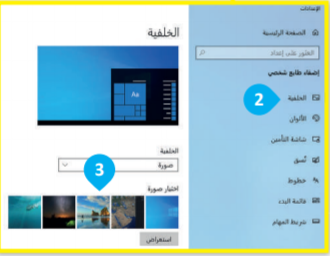 الإعدادات
الصفحة الرئيسية
العثور على إعداد
إضفاء طابع شخصي
الخلفية
2
الألوان
شاشة التأمين
نُسق
خطوط
قائمة البدء
شريط المهام
الخلفية
Aa
الخلفية
صورة
3
اختيار صورة
استعراض